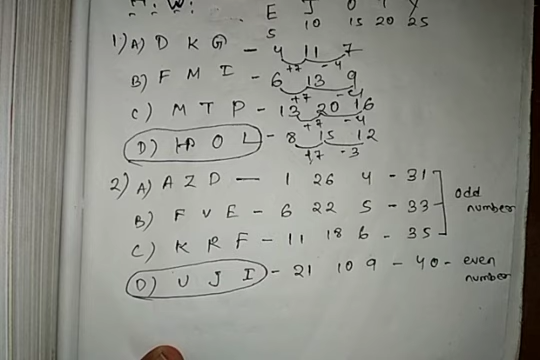 H. W:
E J O T Y
5 10 15 20 25
1) A) D K G - 4 11 7
+7 -4
B) F M I - 6 13 9
+7 -4
C) M T P - 13 20 16
+7 -4
D) H O L - 8 15 12
+7 -3
2) A) A Z D - 1 26 4 - 31
B) F V E - 6 22 5 - 33
C) K R F - 11 18 6 - 35
odd number
D) U J I - 21 10 9 - 40 - even number